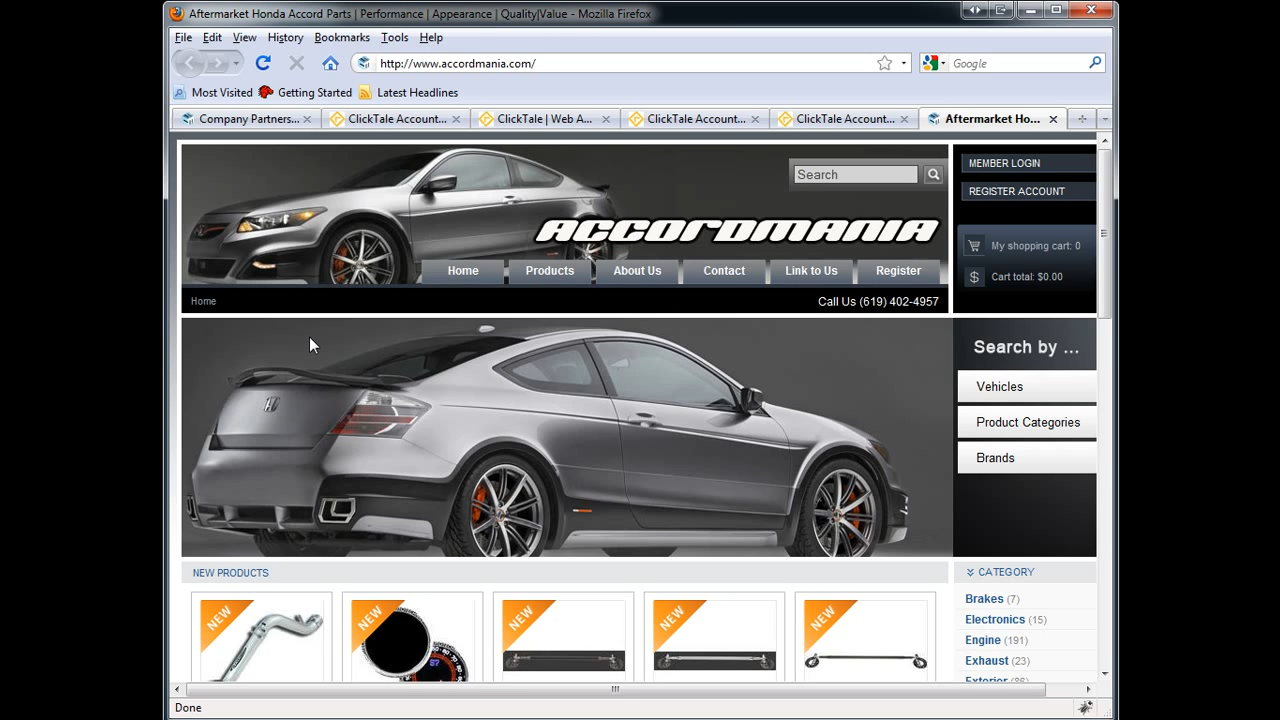 Aftermarket Honda Accord Parts | Performance | Appearance | Quality|Value - Mozilla Firefox
File Edit View History Bookmarks Tools Help
http://www.accordmania.com/
Google
Most Visited Getting Started Latest Headlines
Company Partners... ClickTale Account... ClickTale | Web A... ClickTale Account... ClickTale Account... Aftermarket Ho...
Search
MEMBER LOGIN
REGISTER ACCOUNT
ACCORDMANIA
My shopping cart: 0
Home Products About Us Contact Link to Us Register
Cart total: $0.00
Home
Call Us (619) 402-4957
Search by ...
Vehicles
Product Categories
Brands
NEW PRODUCTS
CATEGORY
NEW NEW NEW NEW NEW
Brakes (7)
Electronics (15)
Engine (191)
Exhaust (23)
Exterior (86)
Done